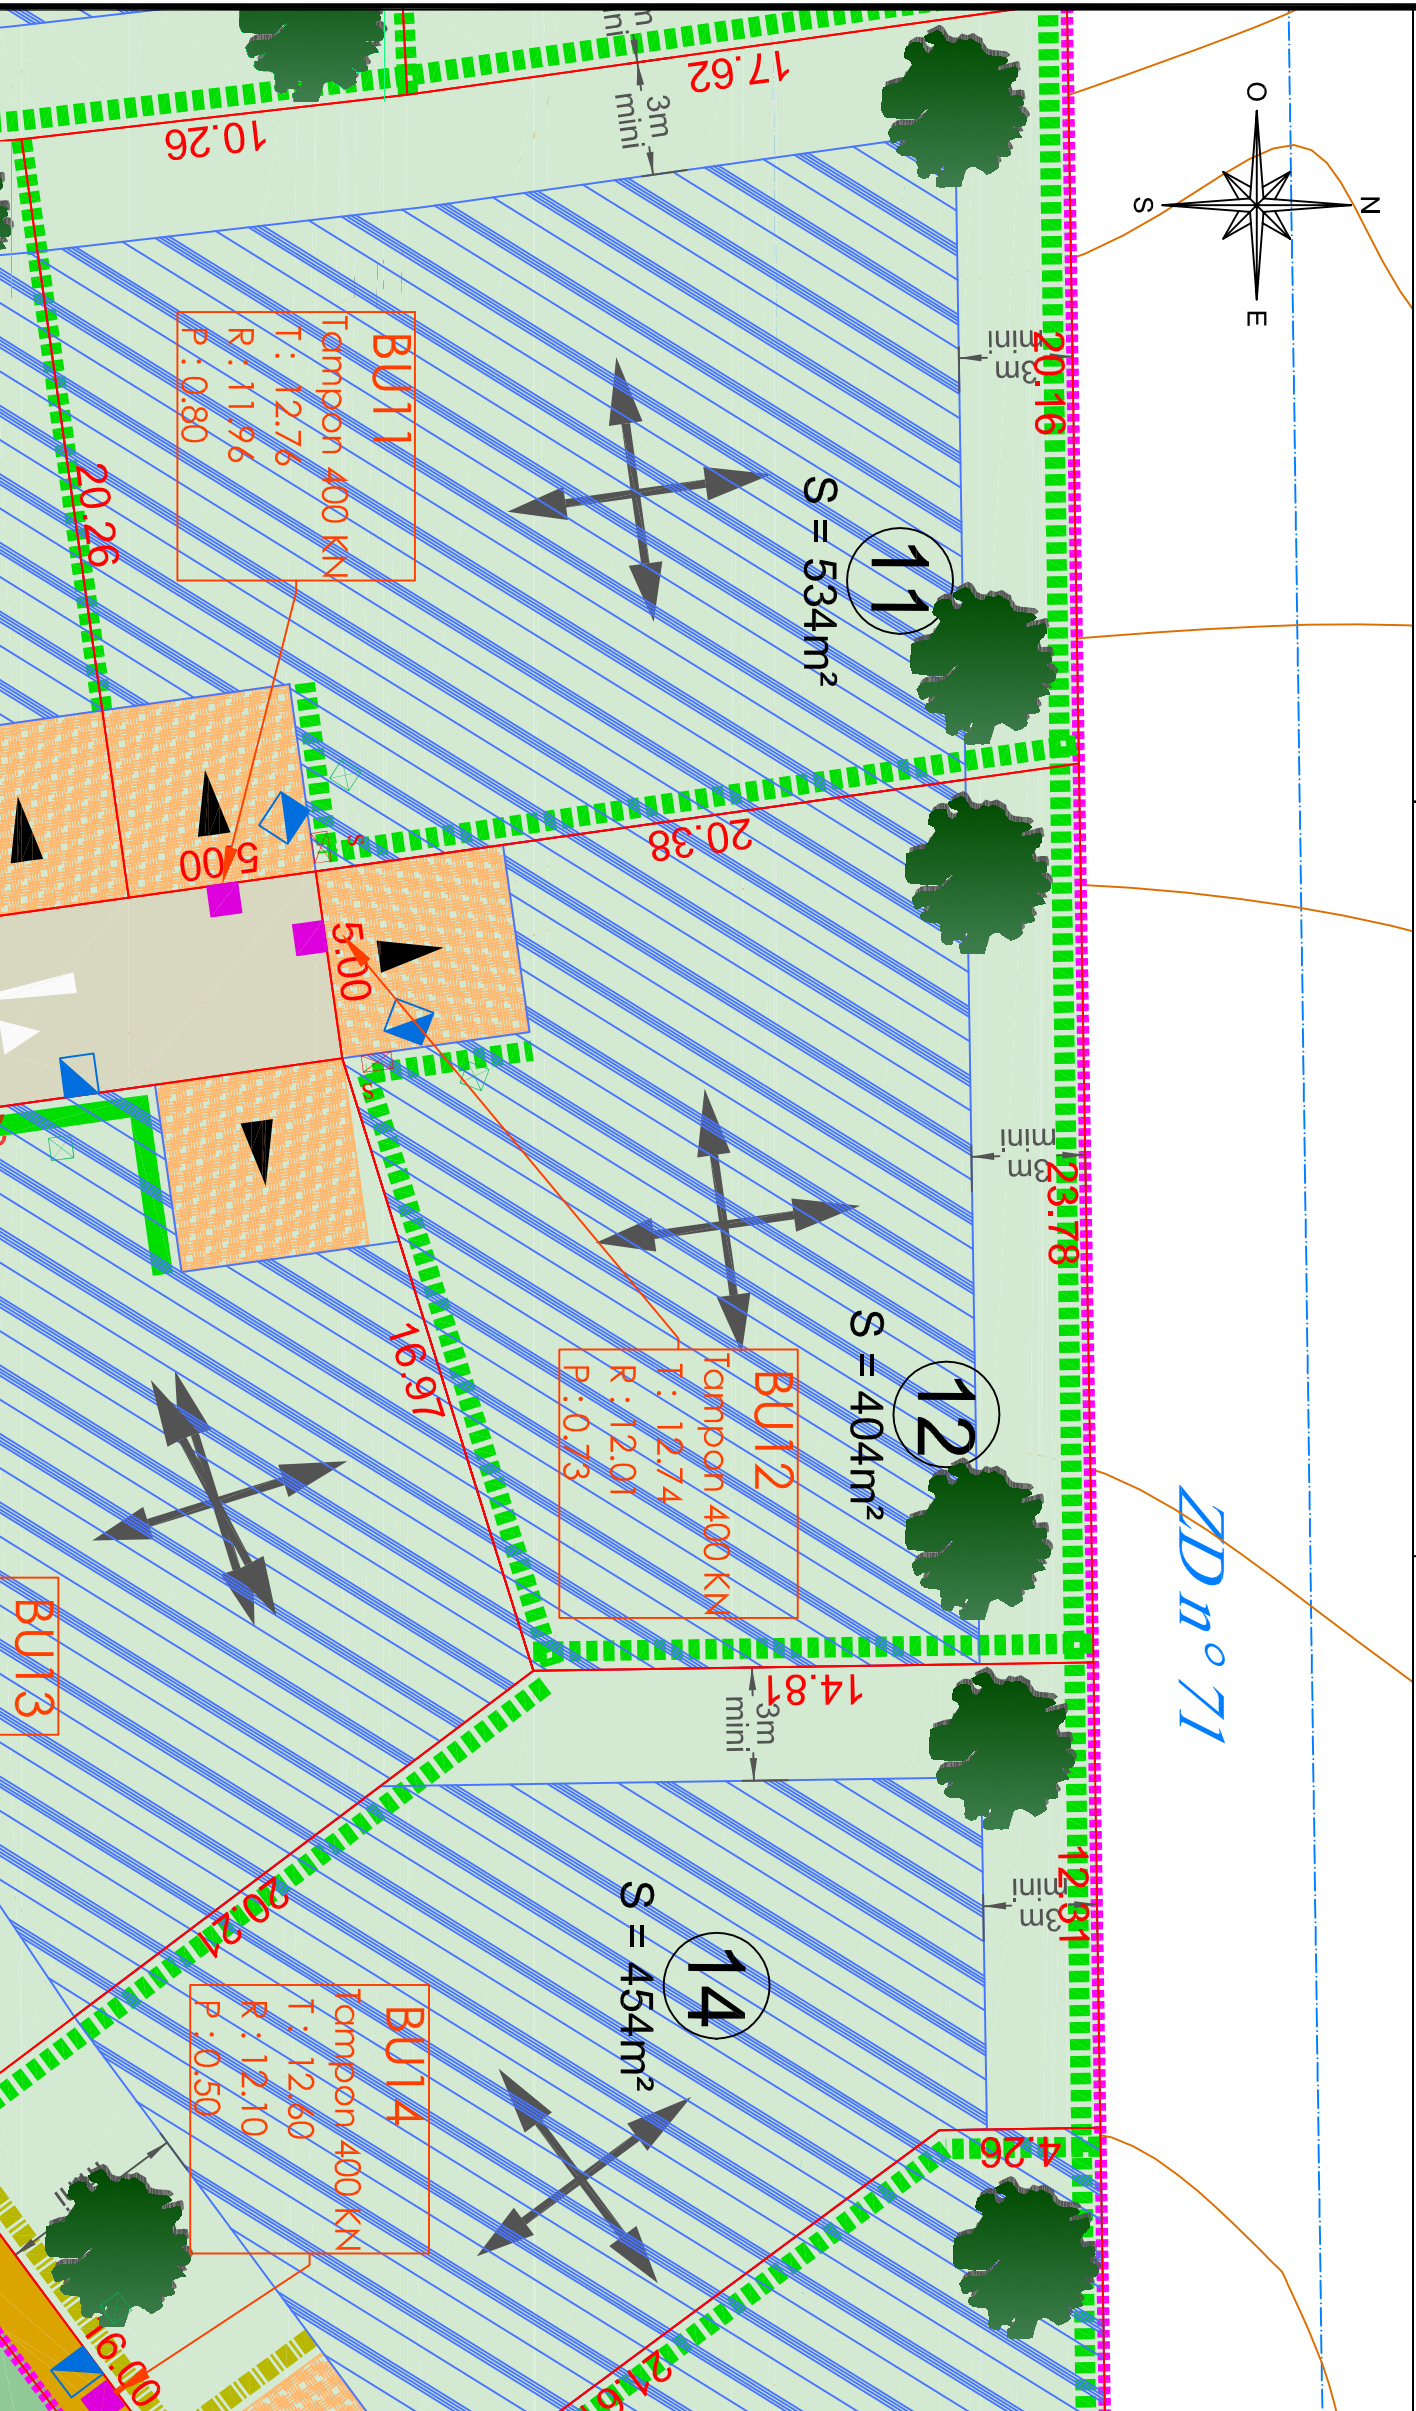 17.62
10.26
3m
mini
O
N
S
E
20.16
3m
mini
BU11
Tampon 400 KN
T : 12.76
R : 11.96
P : 0.80
20.26
11
S = 534m²
5.00
20.38
5.00
S
S
3m
mini
23.78
16.97
12
S = 404m²
BU12
Tampon 400 KN
T : 12.74
R : 12.01
P : 0.73
ZD n° 71
BU13
14.81
3m
mini
12.31
3m
mini
20.21
14
S = 454m²
BU14
Tampon 400 KN
T : 12.60
R : 12.10
P : 0.50
4.26